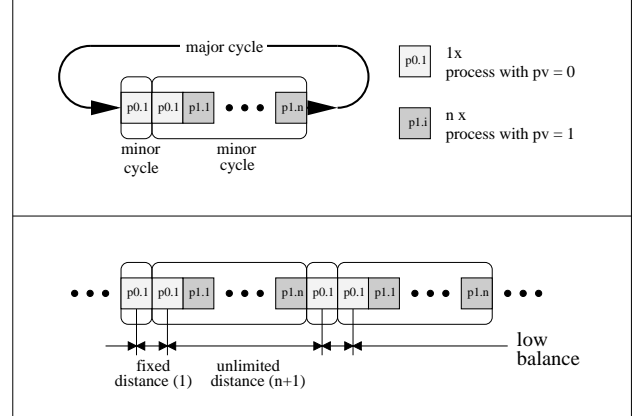 major cycle
p0.1 p0.1 p1.1 p1.n
minor
cycle
minor
cycle
p0.1
1x
process with pv = 0
p1.i
n x
process with pv = 1
p0.1 p0.1 p1.1 p1.n p0.1 p0.1 p1.1 p1.n
fixed
distance (1)
unlimited
distance (n+1)
low
balance